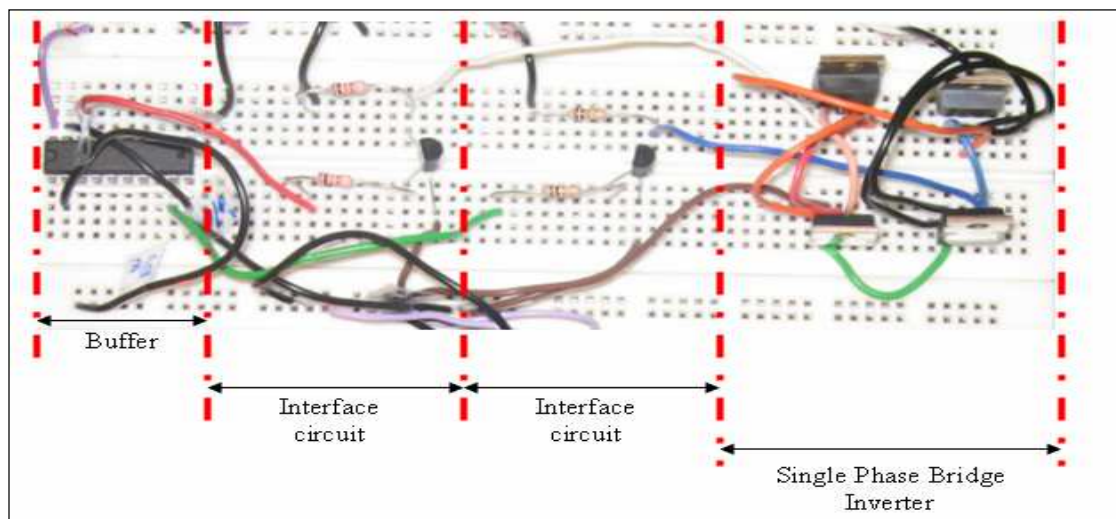 Buffer
Interface
circuit
Interface
circuit
Single Phase Bridge
Inverter